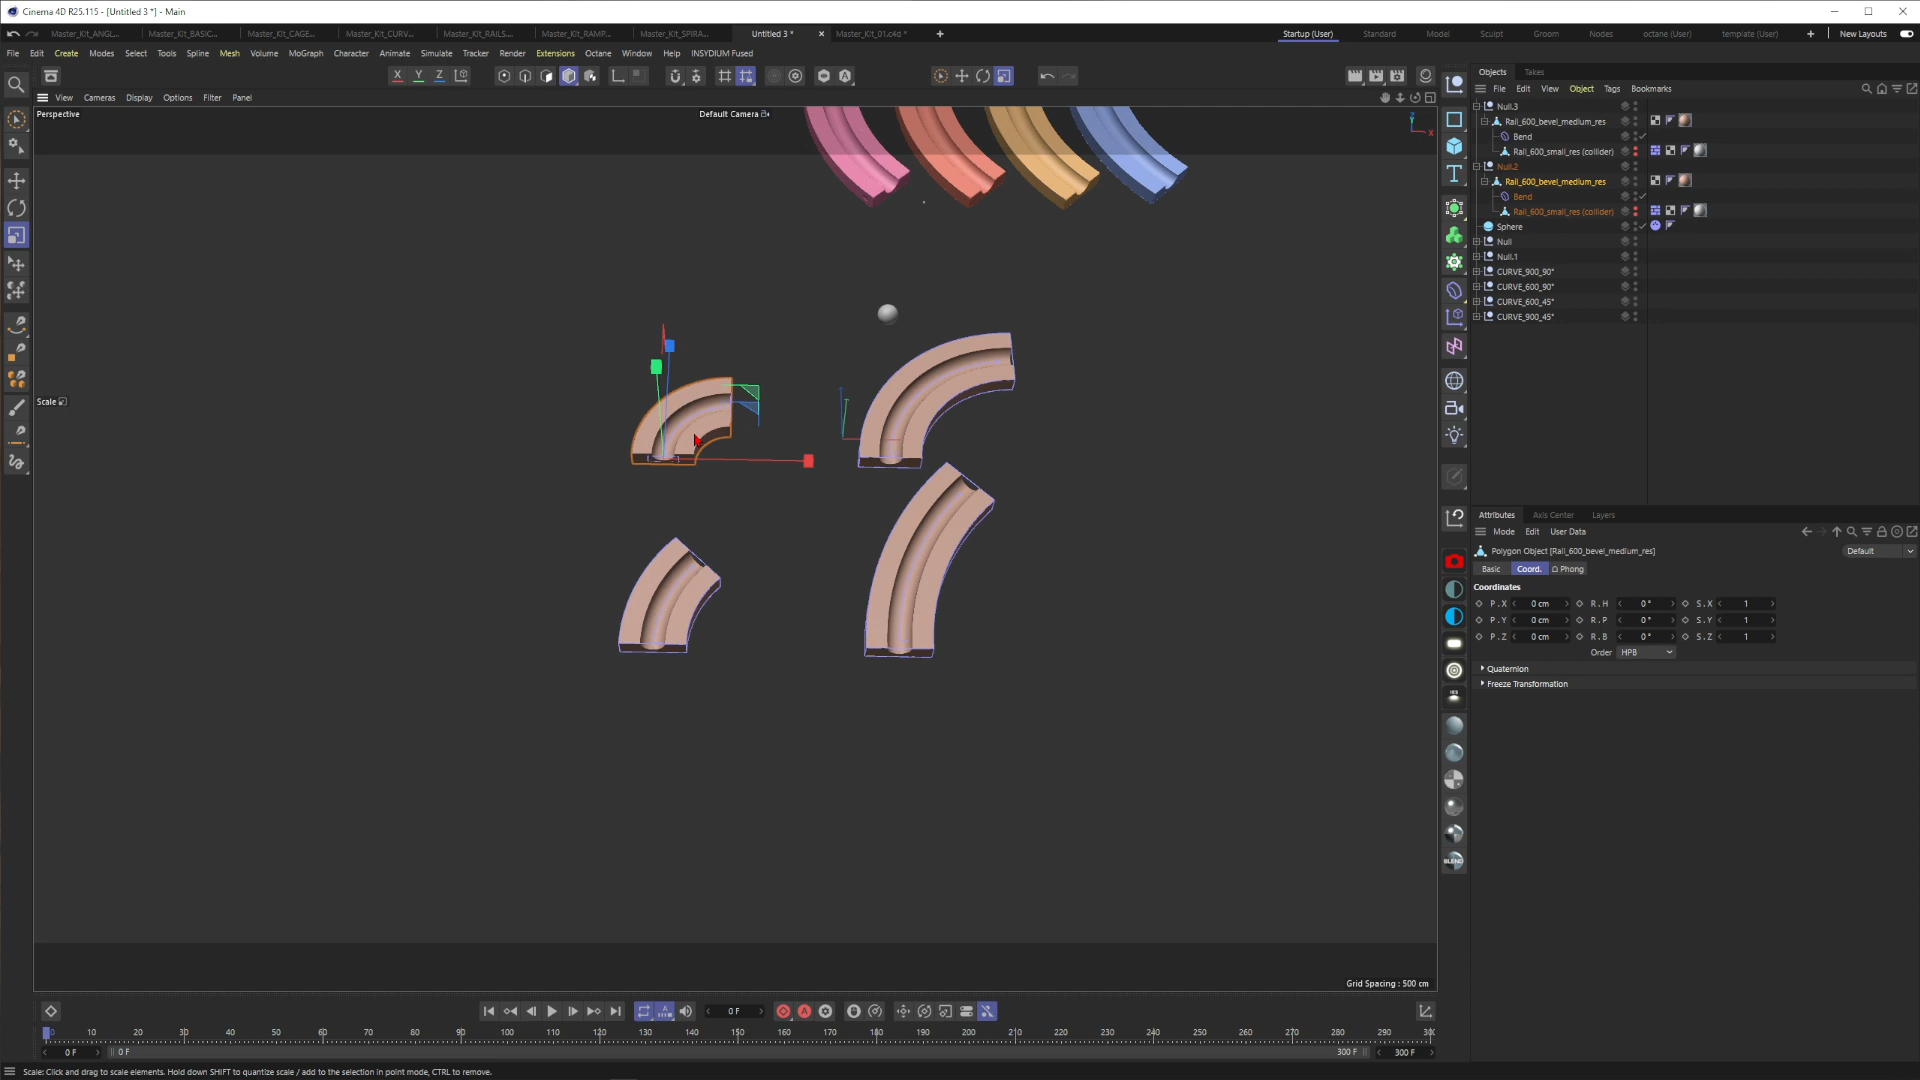 Cinema 4D R25.115 - [Untitled 3 *] - Main
Master_Kit_ANGL... Master_Kit_BASIC... Master_Kit_CAGE... Master_Kit_CURV... Master_Kit_RAILS... Master_Kit_RAMP... Master_Kit_SPIRA... Untitled 3 * Master_Kit_01.c4d * Startup (User) Standard Model Sculpt Groom Nodes octane (User) template (User) New Layouts
File Edit Create Modes Select Tools Spline Mesh Volume MoGraph Character Animate Simulate Tracker Render Extensions Octane Window Help INSYDIUM Fused
X Y Z
View Cameras Display Options Filter Panel
Perspective
Default Camera
Y
X
Scale
Grid Spacing : 500 cm
Objects Takes
File Edit View Object Tags Bookmarks
Null.3
Rail_600_bevel_medium_res
Bend
Rail_600_small_res (collider)
Null.2
Rail_600_bevel_medium_res
Bend
Rail_600_small_res (collider)
Sphere
Null
Null.1
CURVE_900_90°
CURVE_600_90°
CURVE_600_45°
CURVE_900_45°
Attributes Axis Center Layers
Mode Edit User Data
Polygon Object [Rail_600_bevel_medium_res]
Default
Basic Coord. Phong
Coordinates
P.X 0 cm R.H 0° S.X 1
P.Y 0 cm R.P 0° S.Y 1
P.Z 0 cm R.B 0° S.Z 1
Order HPB
Quaternion
Freeze Transformation
BLEND
0 F
0 10 20 30 40 50 60 70 80 90 100 110 120 130 140 150 160 170 180 190 200 210 220 230 240 250 260 270 280 290 300
0 F 0 F 300 F 300 F
Scale: Click and drag to scale elements. Hold down SHIFT to quantize scale / add to the selection in point mode, CTRL to remove.